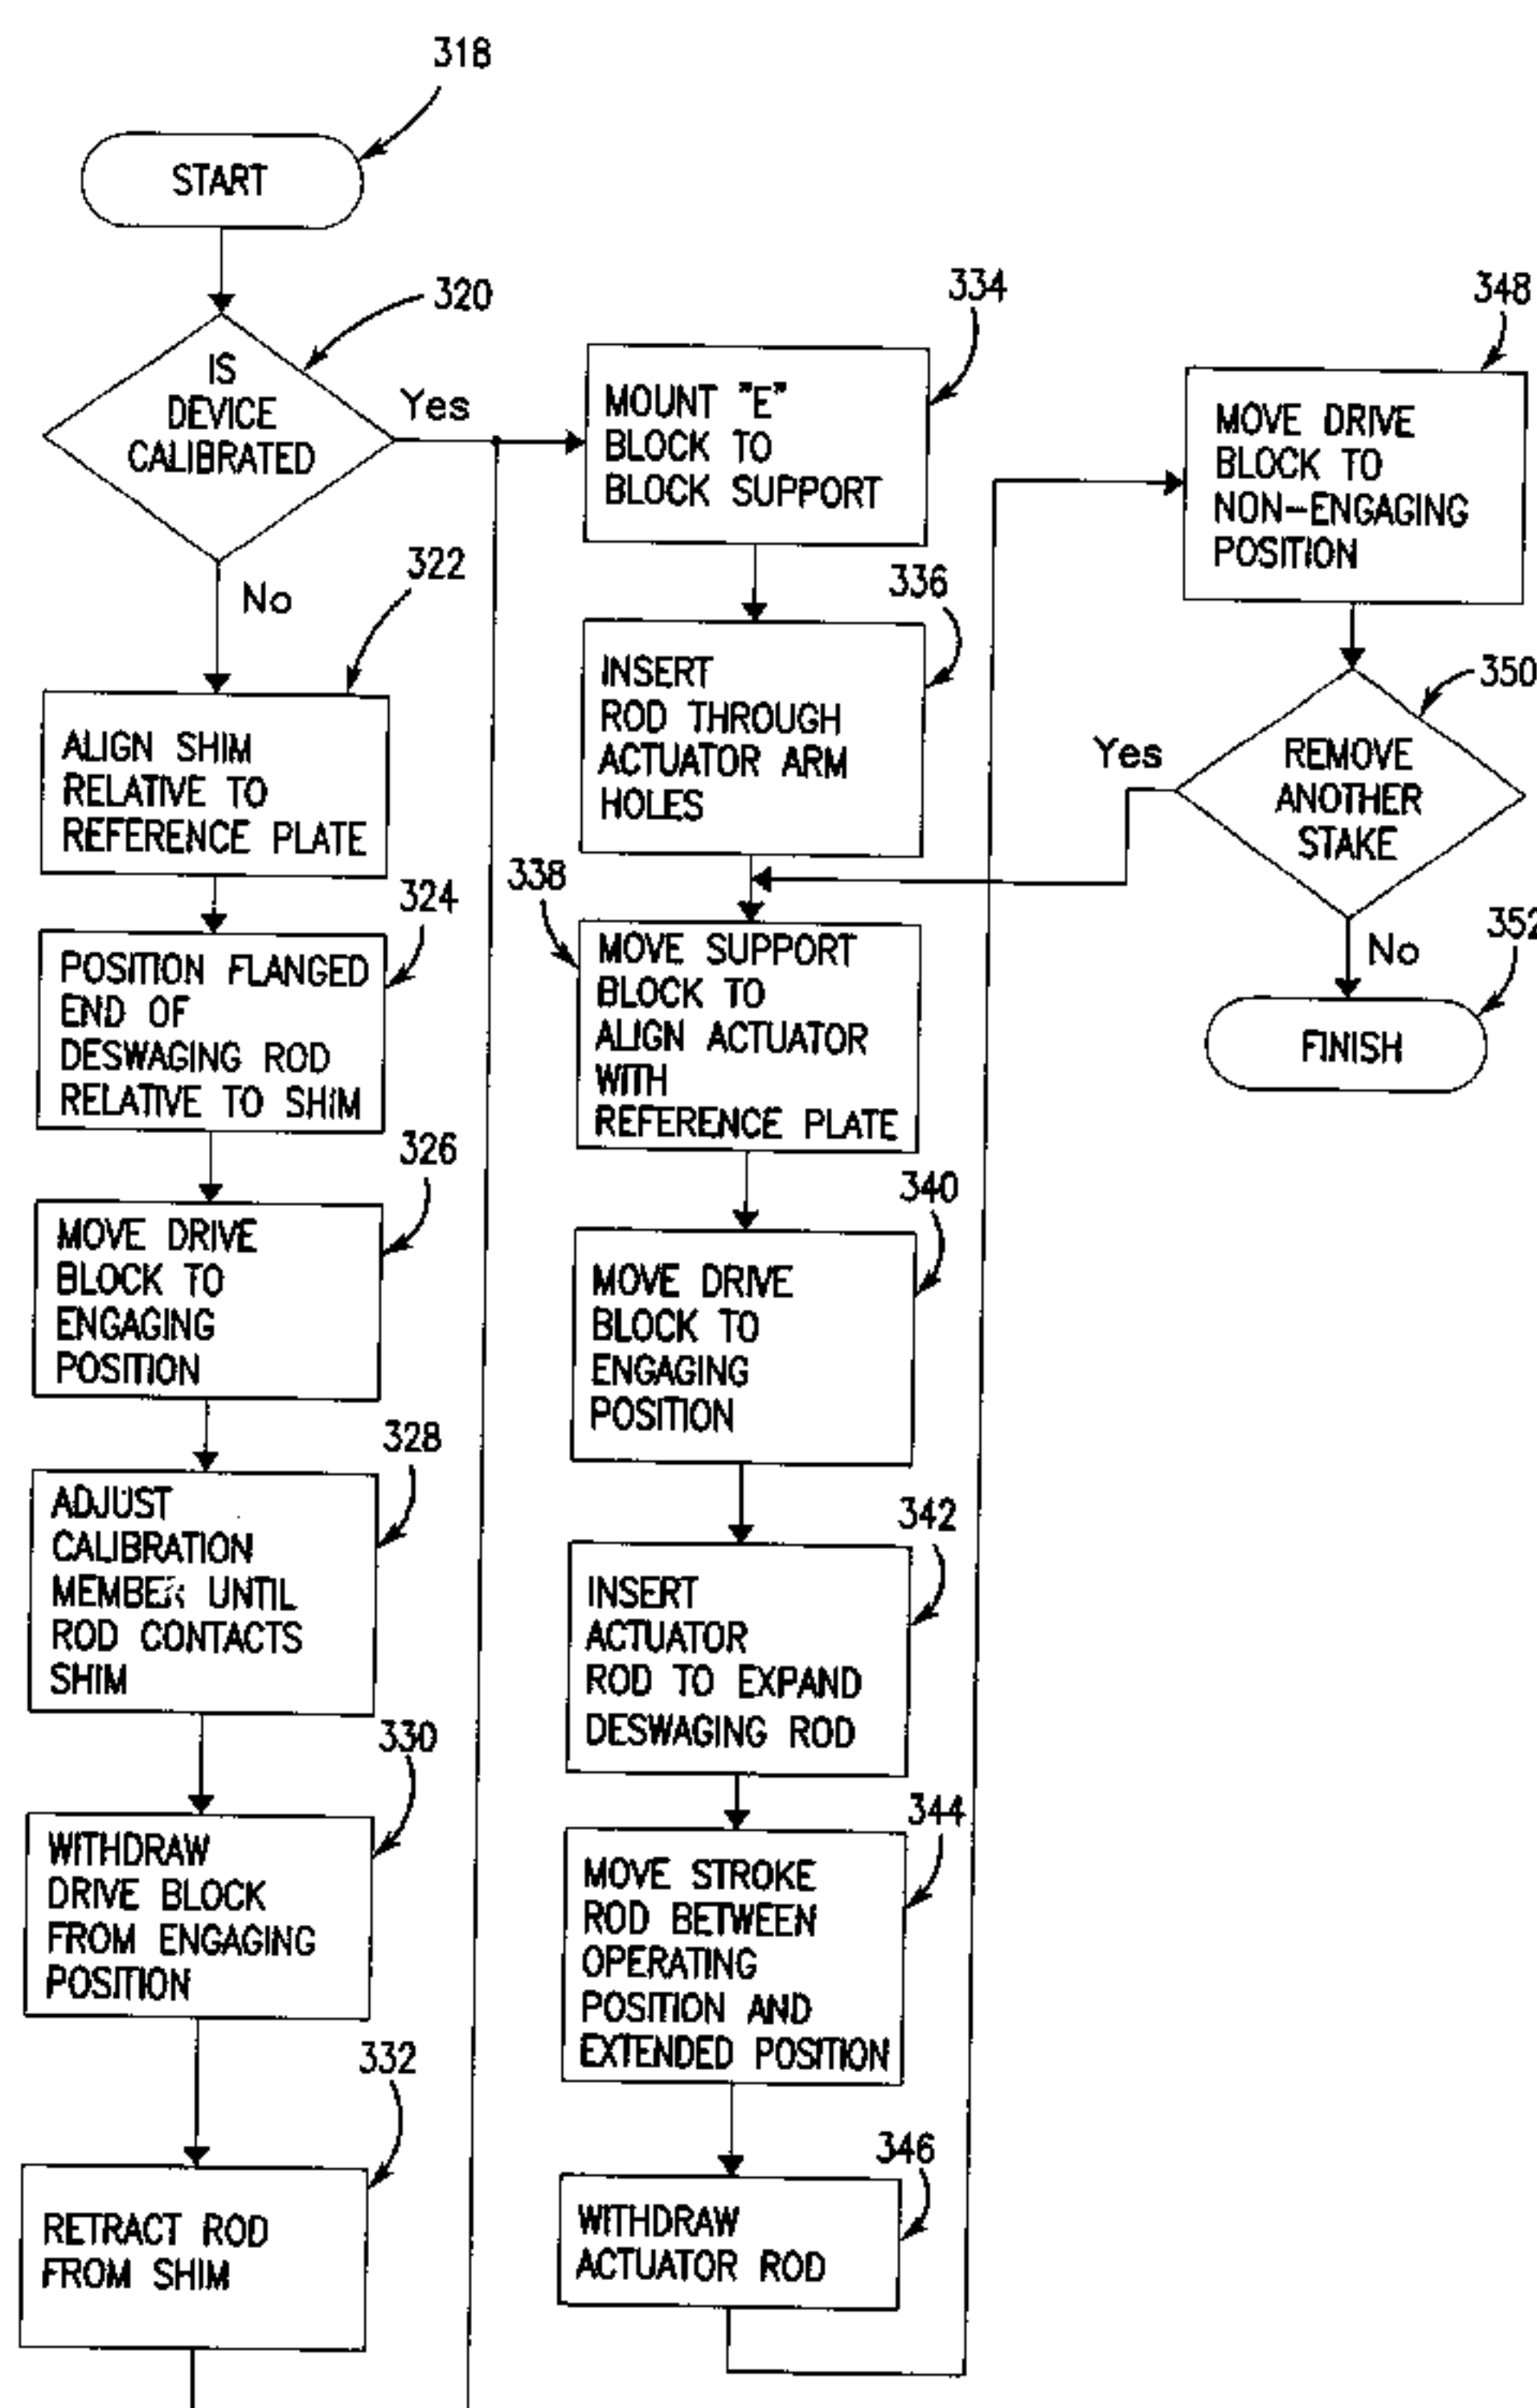 318
START
320
IS
DEVICE
CALIBRATED
Yes
No
322
ALIGN SHIM
RELATIVE TO
REFERENCE PLATE
324
POSITION FLANGED
END OF
DESWAGING ROD
RELATIVE TO SHIM
326
MOVE DRIVE
BLOCK TO
ENGAGING
POSITION
328
ADJUST
CALIBRATION
MEMBER UNTIL
ROD CONTACTS
SHIM
330
WITHDRAW
DRIVE BLOCK
FROM ENGAGING
POSITION
332
RETRACT ROD
FROM SHIM
334
MOUNT "E"
BLOCK TO
BLOCK SUPPORT
336
INSERT
ROD THROUGH
ACTUATOR ARM
HOLES
338
MOVE SUPPORT
BLOCK TO
ALIGN ACTUATOR
WITH
REFERENCE PLATE
340
MOVE DRIVE
BLOCK TO
ENGAGING
POSITION
342
INSERT
ACTUATOR
ROD TO EXPAND
DESWAGING ROD
344
MOVE STROKE
ROD BETWEEN
OPERATING
POSITION AND
EXTENDED POSITION
346
WITHDRAW
ACTUATOR ROD
348
MOVE DRIVE
BLOCK TO
NON-ENGAGING
POSITION
350
REMOVE
ANOTHER
STAKE
Yes
No
352
FINISH